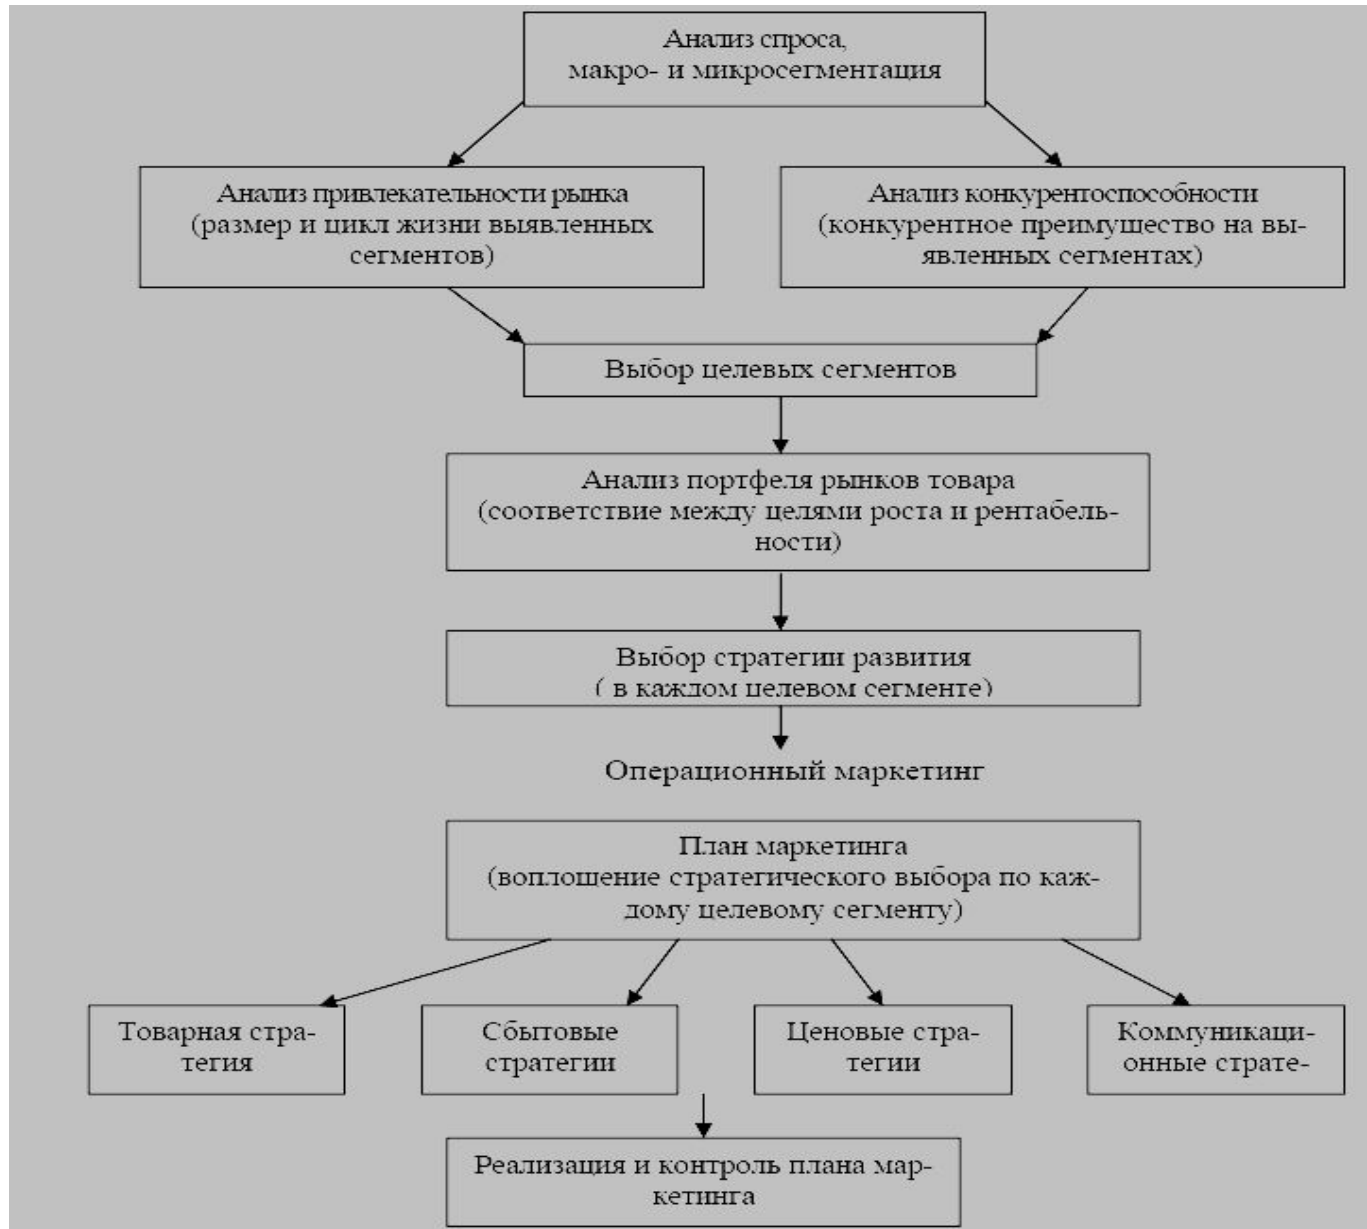 Анализ спроса,
макро- и микросегментация
Анализ привлекательности рынка
(размер и цикл жизни выявленных
сегментов)
Анализ конкурентоспособности
(конкурентное преимущество на вы-
явленных сегментах)
Выбор целевых сегментов
Анализ портфеля рынков товара
(соответствие между целями роста и рентабель-
ности)
Выбор стратегии развития
( в каждом целевом сегменте)
Операционный маркетинг
План маркетинга
(воплощение стратегического выбора по каж-
дому целевому сегменту)
Товарная стра-
тегия
Сбытовые
стратегии
Ценовые стра-
тегии
Коммуникаци-
онные страте-
Реализация и контроль плана мар-
кетинга